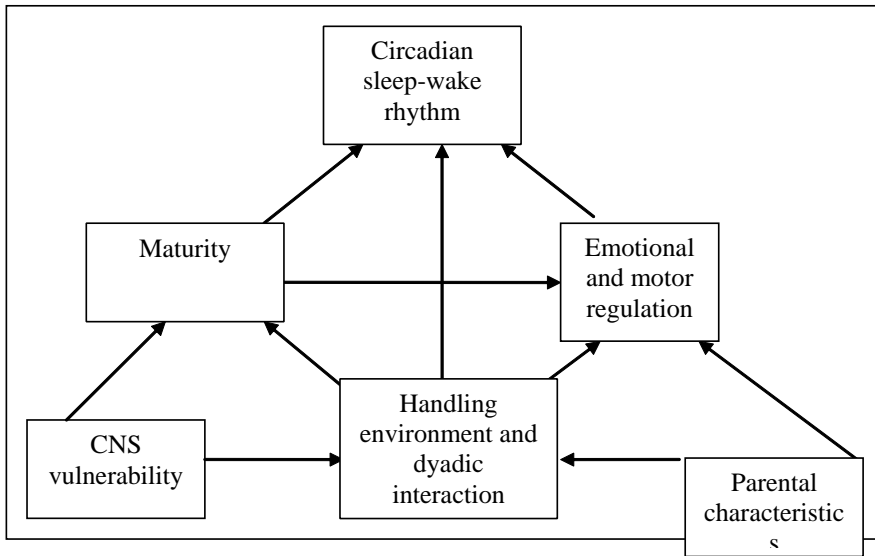 Circadian
sleep-wake
rhythm
Maturity
Emotional
and motor
regulation
CNS
vulnerability
Handling
environment and
dyadic
interaction
Parental
characteristic
s